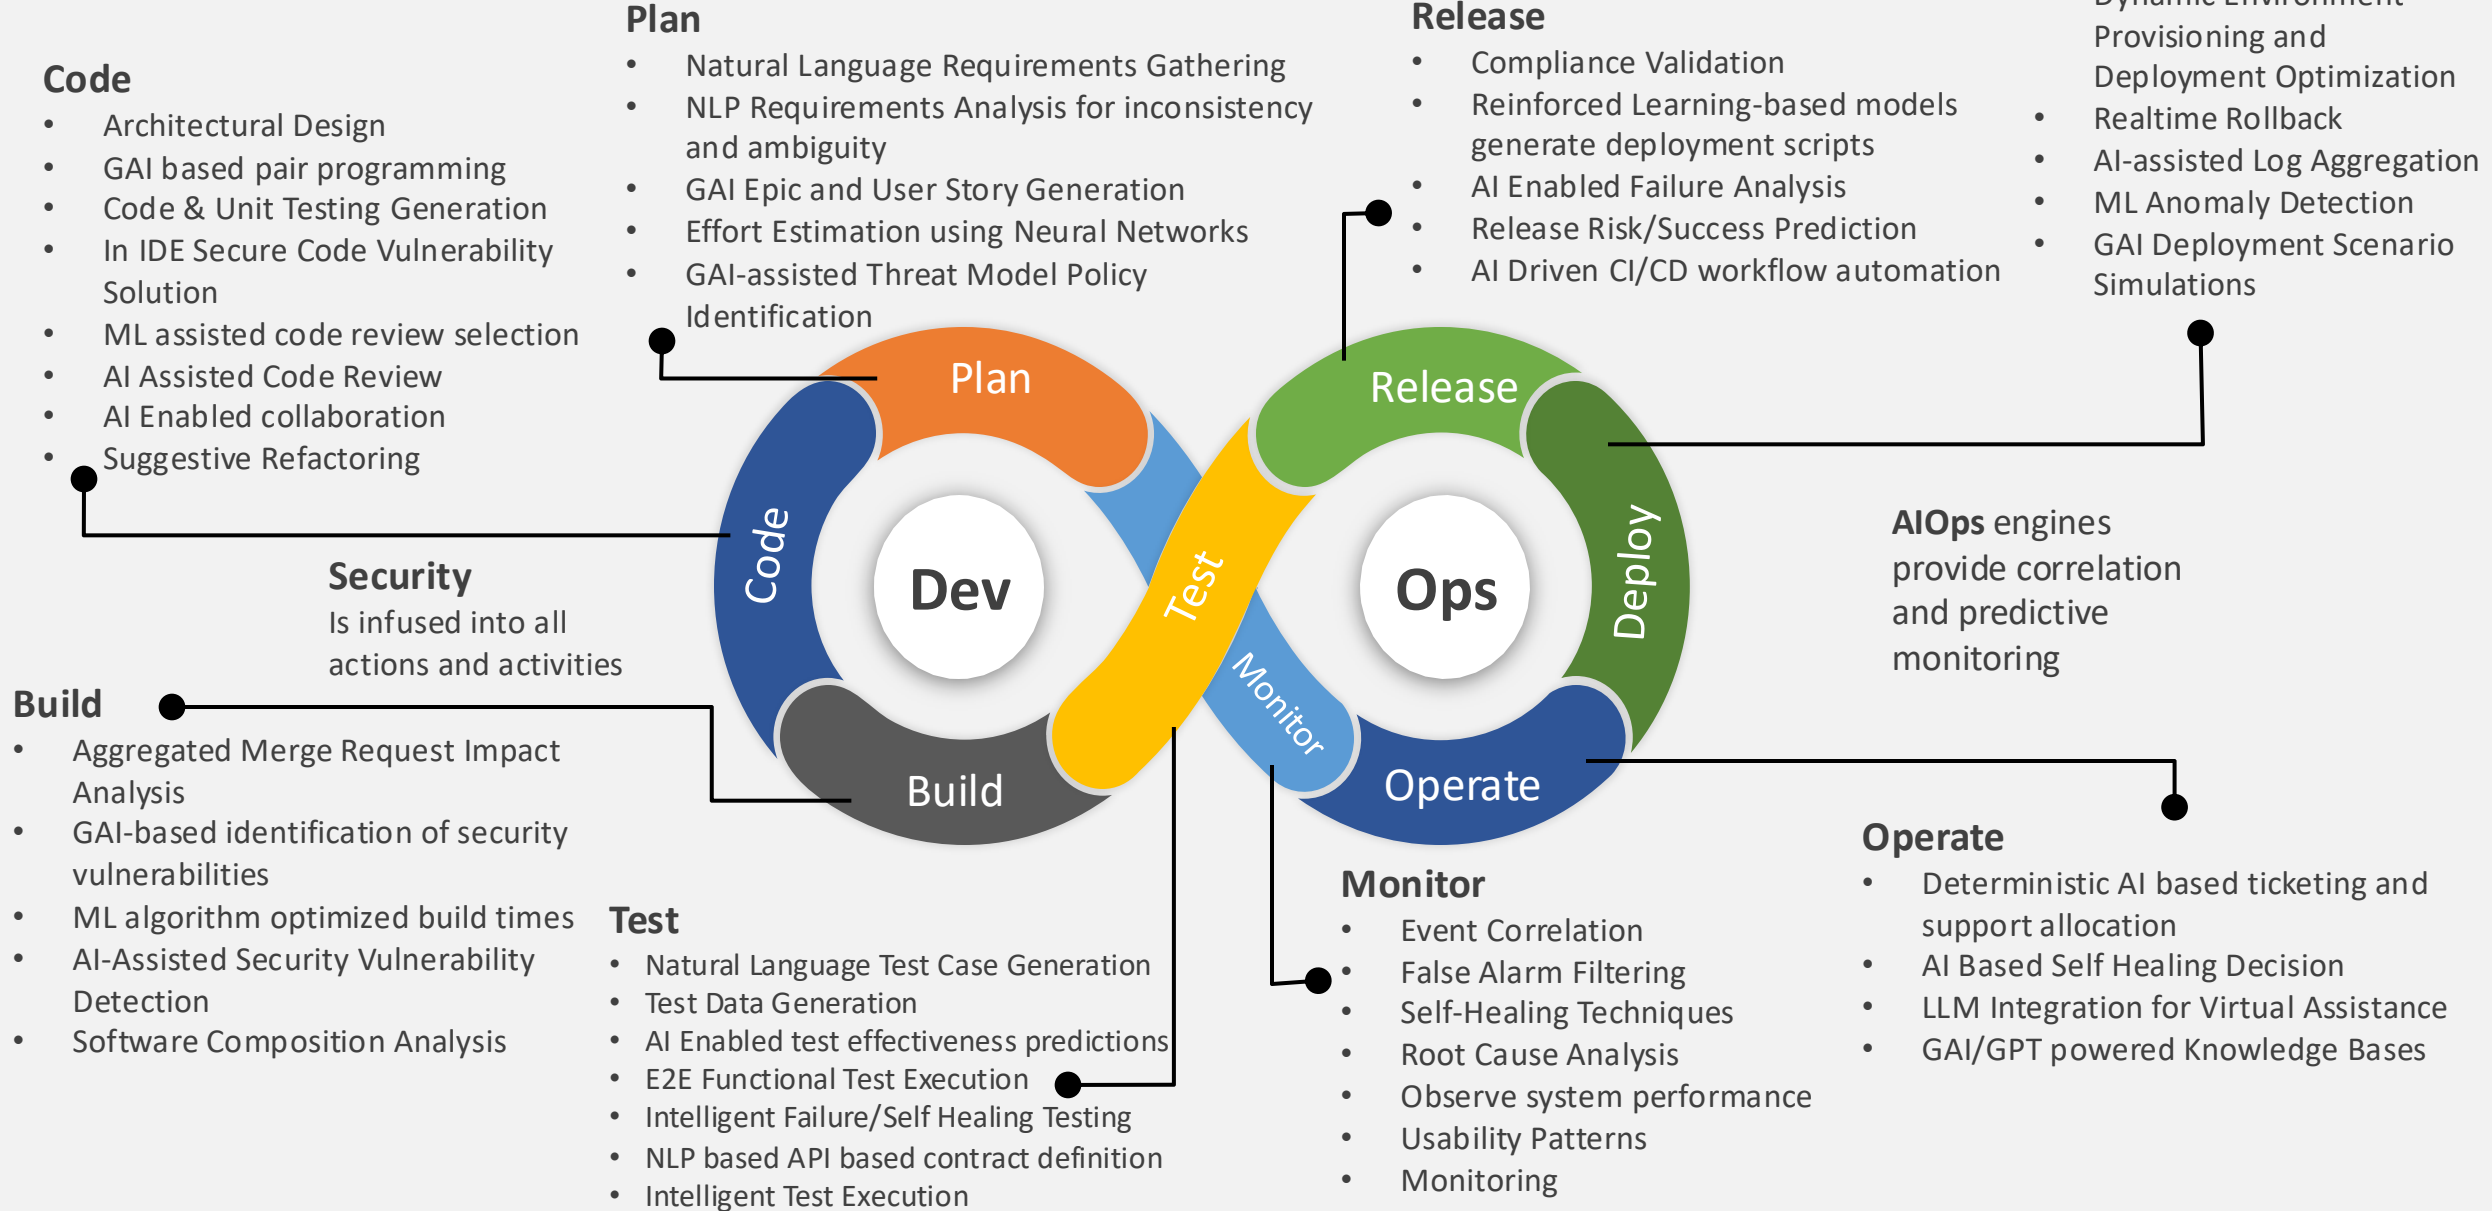 Plan
• Natural Language Requirements Gathering
• NLP Requirements Analysis for inconsistency
and ambiguity
• GAI Epic and User Story Generation
• Effort Estimation using Neural Networks
• GAI-assisted Threat Model Policy
Identification
Release
• Compliance Validation
• Reinforced Learning-based models
generate deployment scripts
• AI Enabled Failure Analysis
• Release Risk/Success Prediction
• AI Driven CI/CD workflow automation
Dynamic Environment
Provisioning and
Deployment Optimization
• Realtime Rollback
• AI-assisted Log Aggregation
• ML Anomaly Detection
• GAI Deployment Scenario
Simulations
Code
• Architectural Design
• GAI based pair programming
• Code & Unit Testing Generation
• In IDE Secure Code Vulnerability
Solution
• ML assisted code review selection
• AI Assisted Code Review
• AI Enabled collaboration
• Suggestive Refactoring
Plan
Release
Code
Dev
Test
Ops
Deploy
Monitor
Build
Operate
Security
Is infused into all
actions and activities
AIOps engines
provide correlation
and predictive
monitoring
Build
• Aggregated Merge Request Impact
Analysis
• GAI-based identification of security
vulnerabilities
• ML algorithm optimized build times
• AI-Assisted Security Vulnerability
Detection
• Software Composition Analysis
Test
• Natural Language Test Case Generation
• Test Data Generation
• AI Enabled test effectiveness predictions
• E2E Functional Test Execution
• Intelligent Failure/Self Healing Testing
• NLP based API based contract definition
• Intelligent Test Execution
Monitor
• Event Correlation
• False Alarm Filtering
• Self-Healing Techniques
• Root Cause Analysis
• Observe system performance
• Usability Patterns
• Monitoring
Operate
• Deterministic AI based ticketing and
support allocation
• AI Based Self Healing Decision
• LLM Integration for Virtual Assistance
• GAI/GPT powered Knowledge Bases